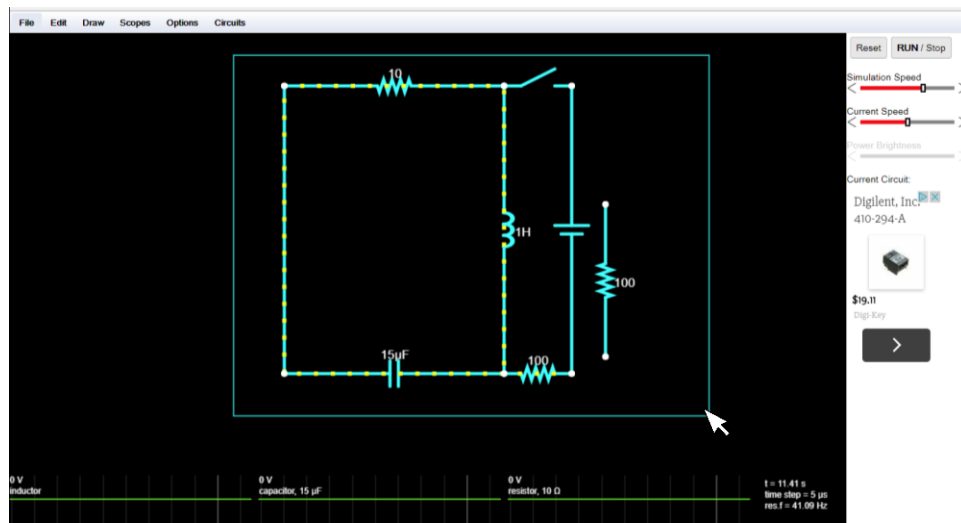 File Edit Draw Scopes Options Circuits
Reset RUN / Stop
Simulation Speed
Current Speed
Power Brightness
Current Circuit:
Digilent, Inc.
410-294-A
$19.11
Digi-Key
10
1H
100
15µF
100
0 V
inductor
0 V
capacitor, 15 µF
0 V
resistor, 10 Ω
t = 11.41 s
time step = 5 µs
res.f = 41.09 Hz